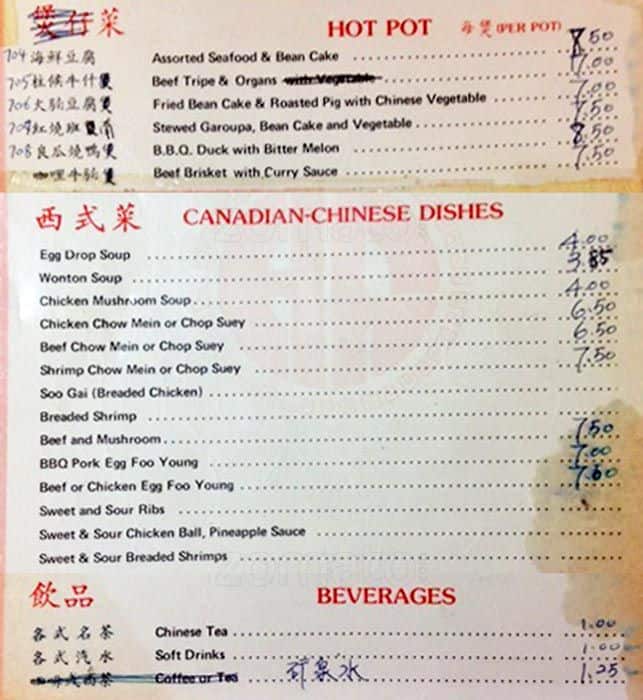 煲仔菜 HOT POT 每煲 (PER POT)
704 海鮮豆腐 Assorted Seafood & Bean Cake 8.50
705 柱候牛什煲 Beef Tripe & Organs with Vegetable 7.00
706 火腩豆腐煲 Fried Bean Cake & Roasted Pig with Chinese Vegetable 7.00
紅燒班 Stewed Garoupa, Bean Cake and Vegetable 7.50
708 良瓜燒鴨煲 B.B.Q. Duck with Bitter Melon 8.50
咖喱牛腩煲 Beef Brisket with Curry Sauce 7.50
西式菜 CANADIAN-CHINESE DISHES
Egg Drop Soup 4.00
Wonton Soup 3.85
Chicken Mushroom Soup 4.00
Chicken Chow Mein or Chop Suey 6.50
Beef Chow Mein or Chop Suey 6.50
Shrimp Chow Mein or Chop Suey 7.50
Soo Gai (Breaded Chicken)
Breaded Shrimp
Beef and Mushroom 7.50
BBQ Pork Egg Foo Young 7.00
Beef or Chicken Egg Foo Young 7.00
Sweet and Sour Ribs
Sweet & Sour Chicken Ball, Pineapple Sauce
Sweet & Sour Breaded Shrimps
飲品 BEVERAGES
各式名茶 Chinese Tea 1.00
各式汽水 Soft Drinks 1.00
Coffee or Tea 矿泉水 1.25